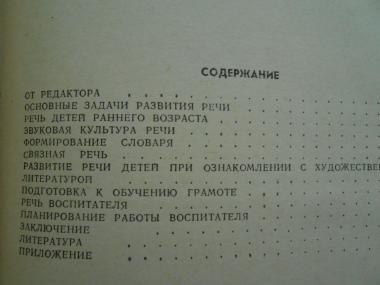 СОДЕРЖАНИЕ
ОТ РЕДАКТОРА
ОСНОВНЫЕ ЗАДАЧИ РАЗВИТИЯ РЕЧИ
РЕЧЬ ДЕТЕЙ РАННЕГО ВОЗРАСТА
ЗВУКОВАЯ КУЛЬТУРА РЕЧИ
ФОРМИРОВАНИЕ СЛОВАРЯ
СВЯЗНАЯ РЕЧЬ
РАЗВИТИЕ РЕЧИ ДЕТЕЙ ПРИ ОЗНАКОМЛЕНИИ С ХУДОЖЕСТВЕН
ЛИТЕРАТУРОЙ
ПОДГОТОВКА К ОБУЧЕНИЮ ГРАМОТЕ
РЕЧЬ ВОСПИТАТЕЛЯ
ПЛАНИРОВАНИЕ РАБОТЫ ВОСПИТАТЕЛЯ
ЗАКЛЮЧЕНИЕ
ЛИТЕРАТУРА
ПРИЛОЖЕНИЕ